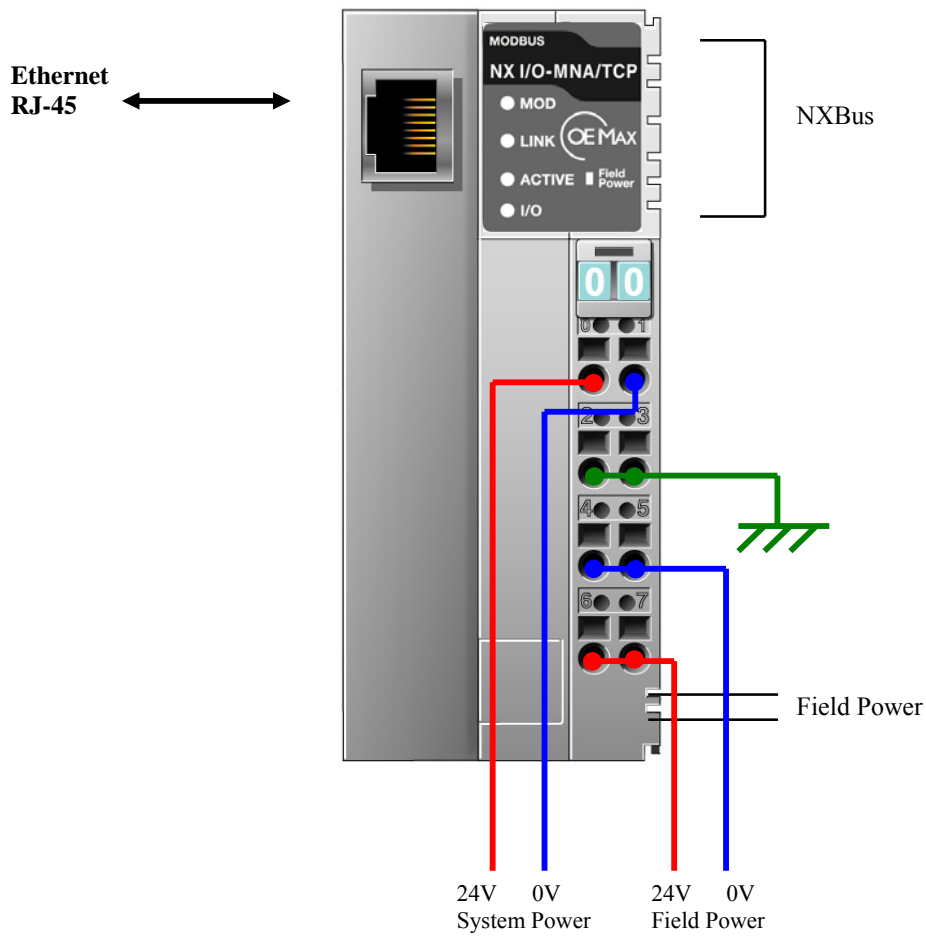 MODBUS
NX I/O-MNA/TCP
Ethernet
RJ-45
MOD
NXBus
LINK
OEMAX
ACTIVE
Field
Power
I/O
0 0
0 1
2 3
4 5
6 7
Field Power
24V 0V
System Power
24V 0V
Field Power